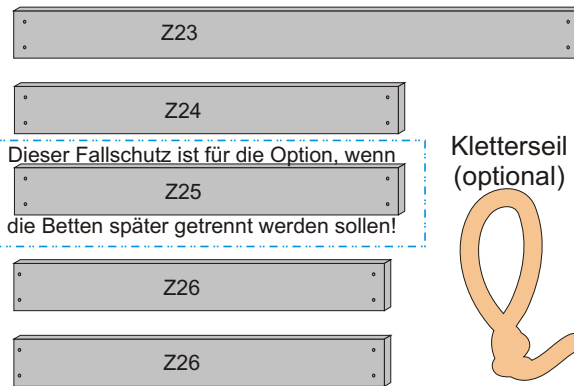 Z23
Z24
Dieser Fallschutz ist für die Option, wenn
Z25
die Betten später getrennt werden sollen!
Kletterseil
(optional)
Z26
Z26